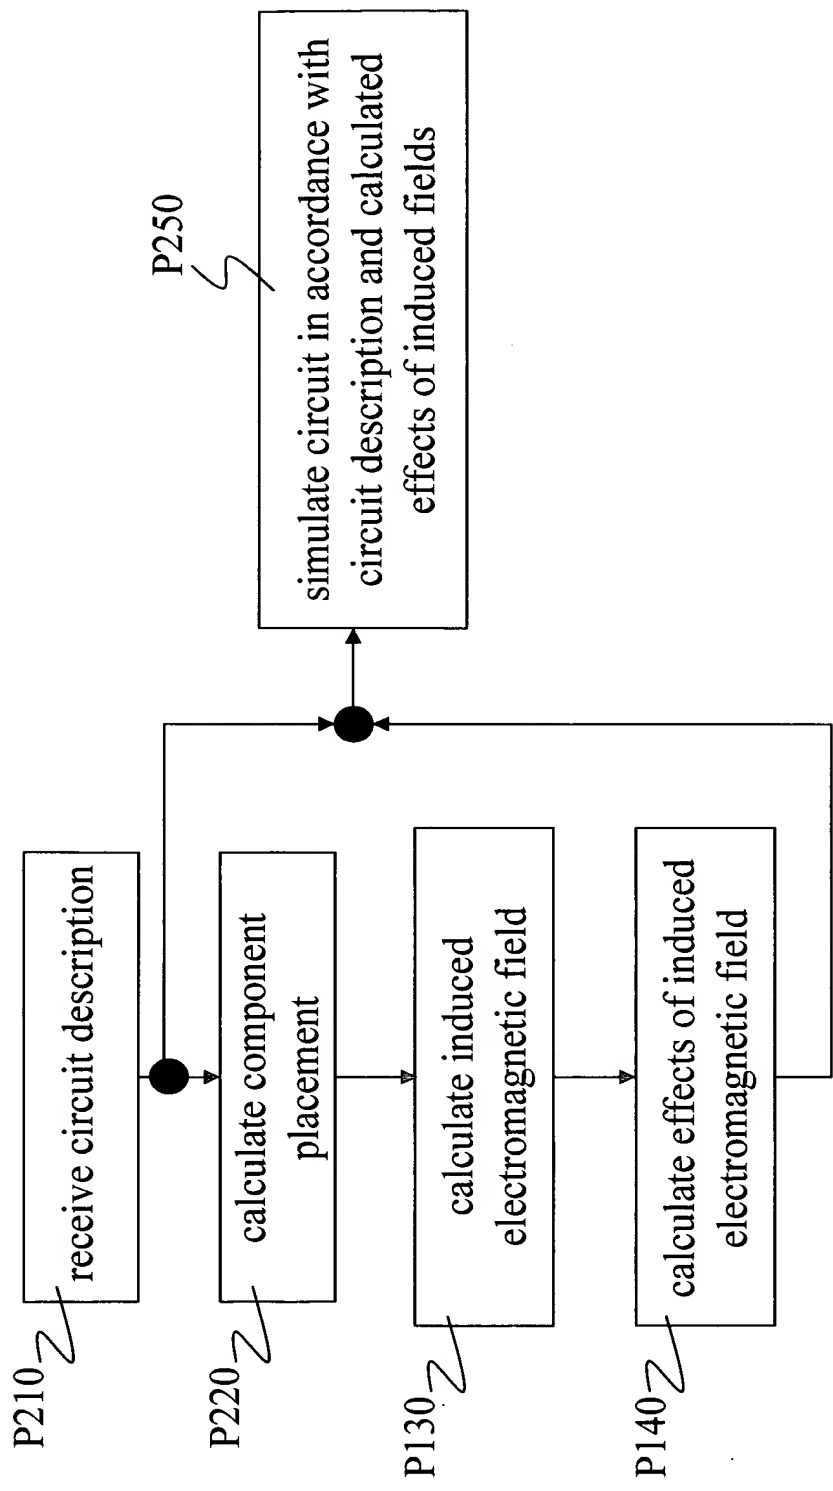 P210
receive circuit description
P220
calculate component
placement
P130
calculate induced
electromagnetic field
P140
calculate effects of induced
electromagnetic field
P250
simulate circuit in accordance with
circuit description and calculated
effects of induced fields